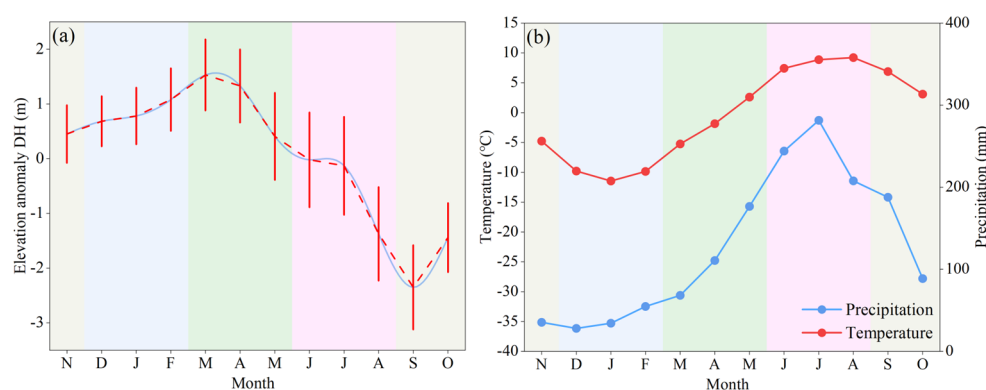 (a)
Elevation anomaly DH (m)
2
1
0
-1
-2
-3
N D J F M A M J J A S O
Month
(b)
Temperature (℃)
15
10
5
0
-5
-10
-15
-20
-25
-30
-35
-40
Precipitation (mm)
400
300
200
100
0
Precipitation
Temperature
N D J F M A M J J A S O
Month